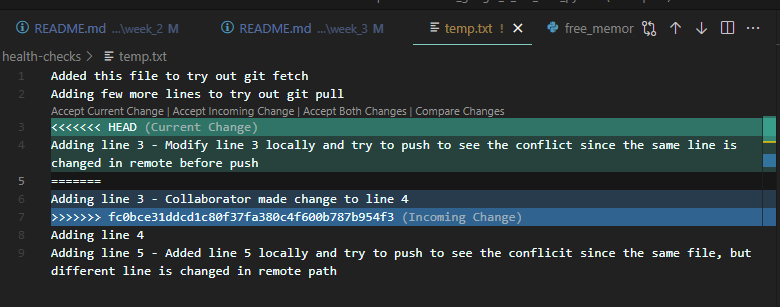 README.md ...\week_2 M
README.md ...\week_3 M
temp.txt !
free_memor
health-checks > temp.txt
1 Added this file to try out git fetch
2 Adding few more lines to try out git pull
Accept Current Change | Accept Incoming Change | Accept Both Changes | Compare Changes
3 <<<<<<< HEAD (Current Change)
4 Adding line 3 - Modify line 3 locally and try to push to see the conflict since the same line is
changed in remote before push
5 =======
6 Adding line 3 - Collaborator made change to line 4
7 >>>>>>> fc0bce31ddcd1c80f37fa380c4f600b787b954f3 (Incoming Change)
8 Adding line 4
9 Adding line 5 - Added line 5 locally and try to push to see the conflicit since the same file, but
different line is changed in remote path